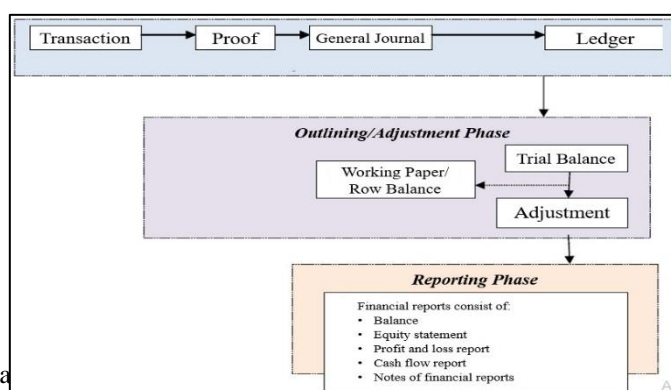 Transaction Proof General Journal Ledger
Outlining/Adjustment Phase
Trial Balance
Working Paper/
Row Balance
Adjustment
Reporting Phase
Financial reports consist of:
• Balance
• Equity statement
• Profit and loss report
• Cash flow report
• Notes of financial reports
a